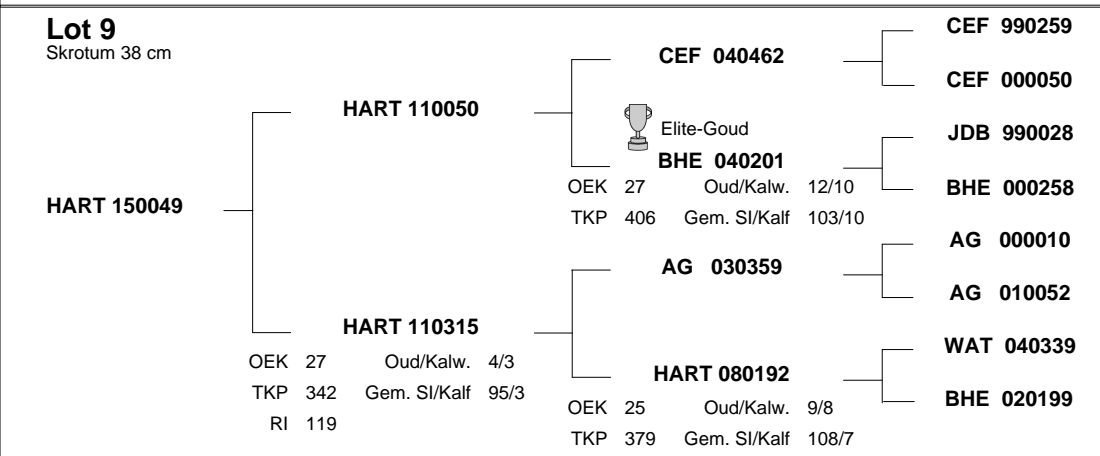 Lot 9
Skrotum 38 cm
CEF 990259
CEF 040462
CEF 000050
HART 110050
Elite-Goud
JDB 990028
BHE 040201
OEK 27 Oud/Kalw. 12/10
BHE 000258
HART 150049
TKP 406 Gem. SI/Kalf 103/10
AG 000010
AG 030359
AG 010052
HART 110315
WAT 040339
OEK 27 Oud/Kalw. 4/3
HART 080192
TKP 342 Gem. SI/Kalf 95/3
BHE 020199
OEK 25 Oud/Kalw. 9/8
RI 119
TKP 379 Gem. SI/Kalf 108/7